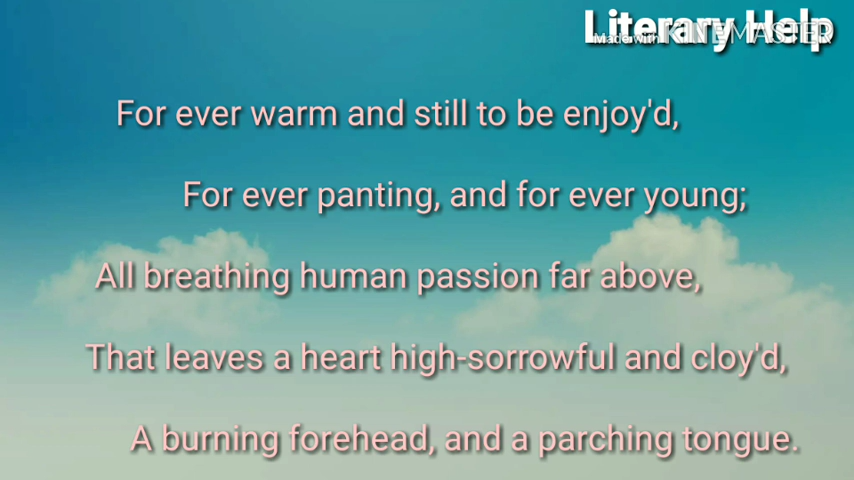 Literary Help
Made with KINEMASTER
For ever warm and still to be enjoy'd,
For ever panting, and for ever young;
All breathing human passion far above,
That leaves a heart high-sorrowful and cloy'd,
A burning forehead, and a parching tongue.